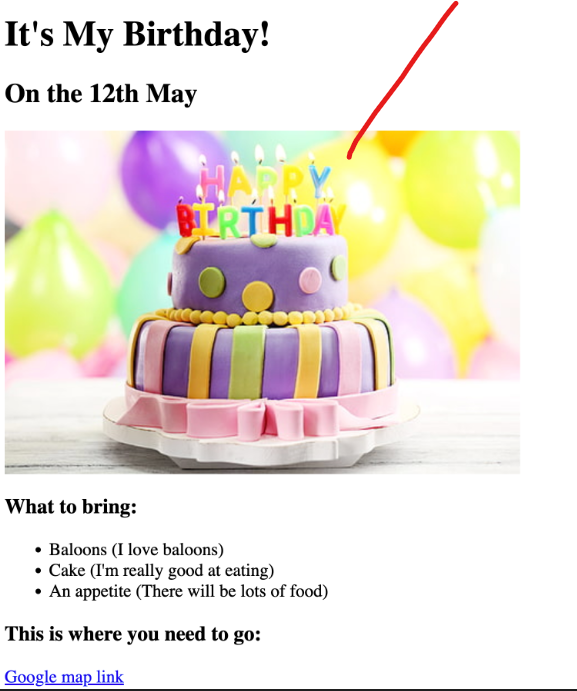 It's My Birthday!
On the 12th May
HAPPY
BIRTHDAY
What to bring:
Baloons (I love baloons)
Cake (I'm really good at eating)
An appetite (There will be lots of food)
This is where you need to go:
Google map link